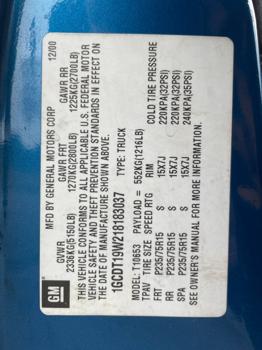 GM
MFD BY GENERAL MOTORS CORP 12/00
GVWR GAWR FRT GAWR RR
2336KG(5150LB) 1270KG(2800LB) 1225KG(2700LB)
THIS VEHICLE CONFORMS TO ALL APPLICABLE U.S. FEDERAL MOTOR
VEHICLE SAFETY AND THEFT PREVENTION STANDARDS IN EFFECT ON
THE DATE OF MANUFACTURE SHOWN ABOVE.
1GCDT19W218183037 TYPE: TRUCK
MODEL: T10653 PAYLOAD = 552KG(1216LB)
TPAV TIRE SIZE SPEED RTG RIM COLD TIRE PRESSURE
FRT P235/75R15 S 15X7J 220KPA(32PSI)
RR P235/75R15 S 15X7J 220KPA(32PSI)
SPA P235/75R15 S 15X7J 240KPA(35PSI)
SEE OWNER'S MANUAL FOR MORE INFORMATION.